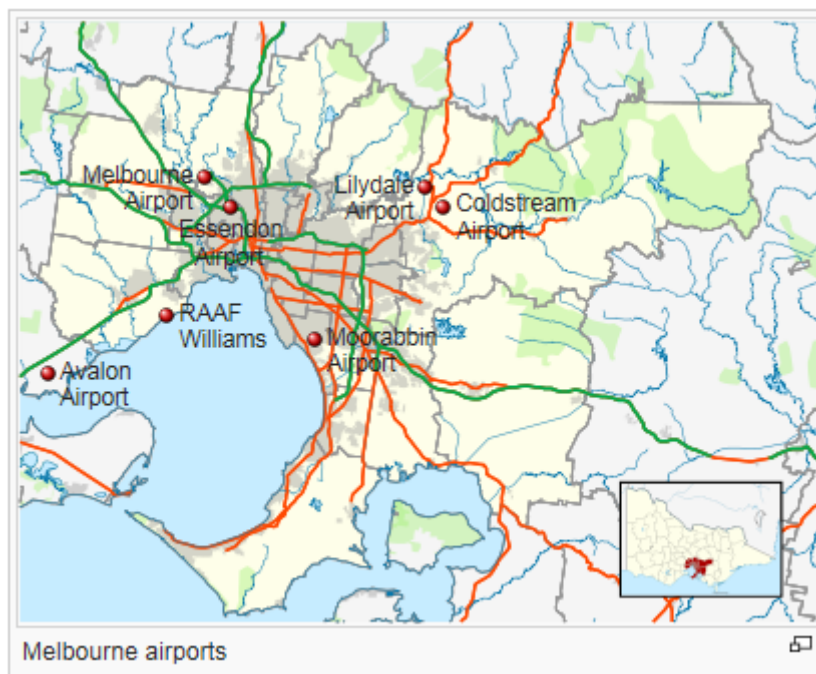 Melbourne
Airport
Essendon
Airport
Lilydale
Airport
Coldstream
Airport
RAAF
Williams
Moorabbin
Airport
Avalon
Airport
Melbourne airports